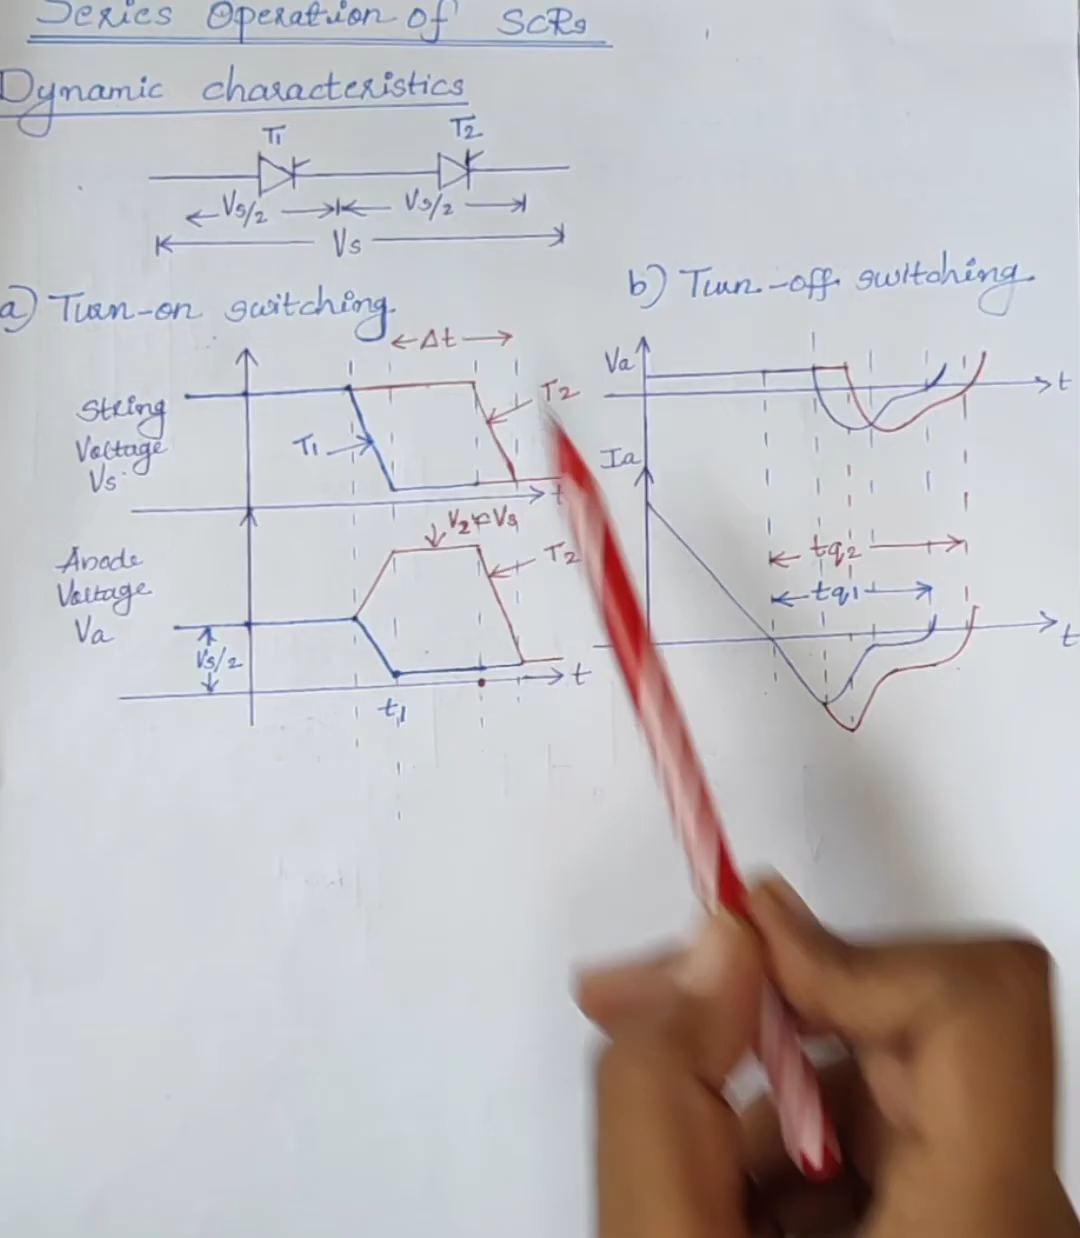 Series Operation of SCRs
Dynamic characteristics
T1 T2
Vs/2 Vs/2
Vs
a) Turn-on switching
Δt
String
Voltage
Vs
T1
T2
t
V2 ≈ Vs
Anode
Voltage
Va
Vs/2
T2
t
t1
b) Turn-off switching
Va
t
Ia
tq2
tq1
t